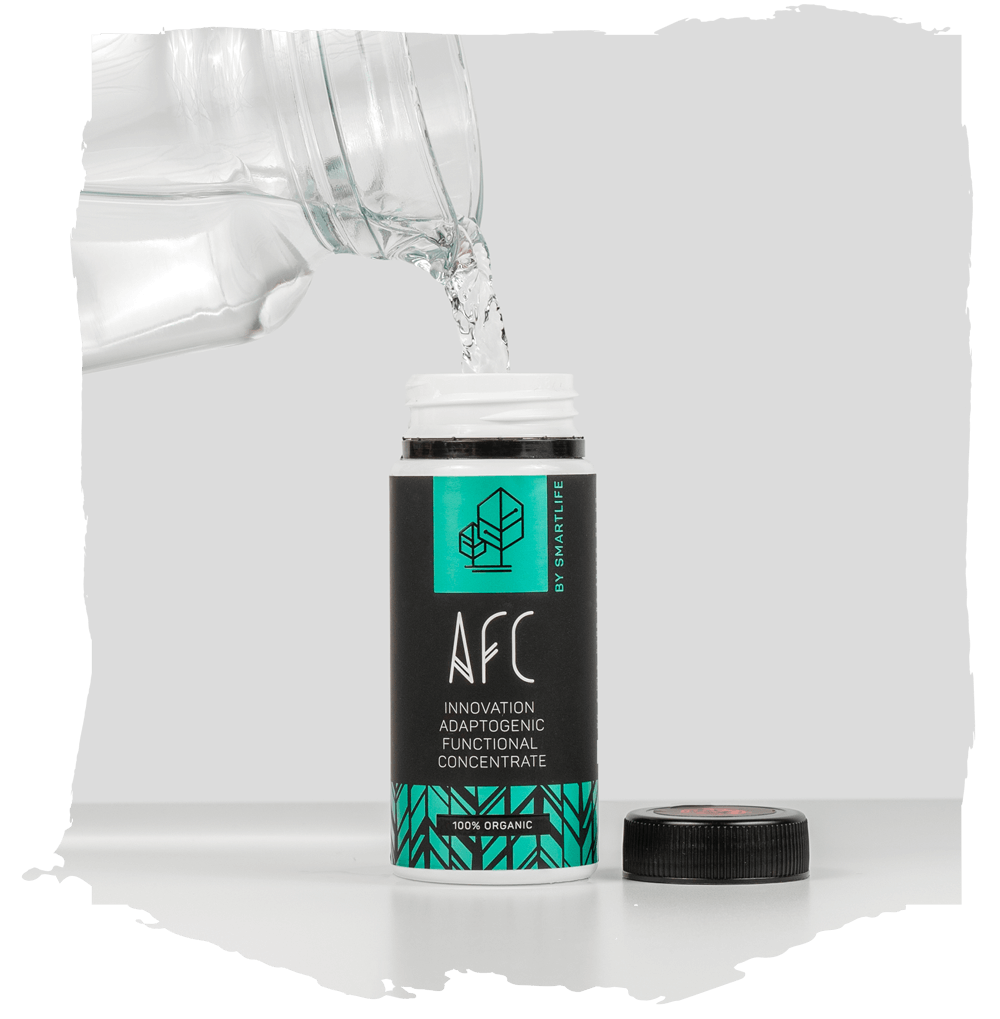 BY SMARTLIFE
AFC
INNOVATION
ADAPTOGENIC
FUNCTIONAL
CONCENTRATE
100% ORGANIC